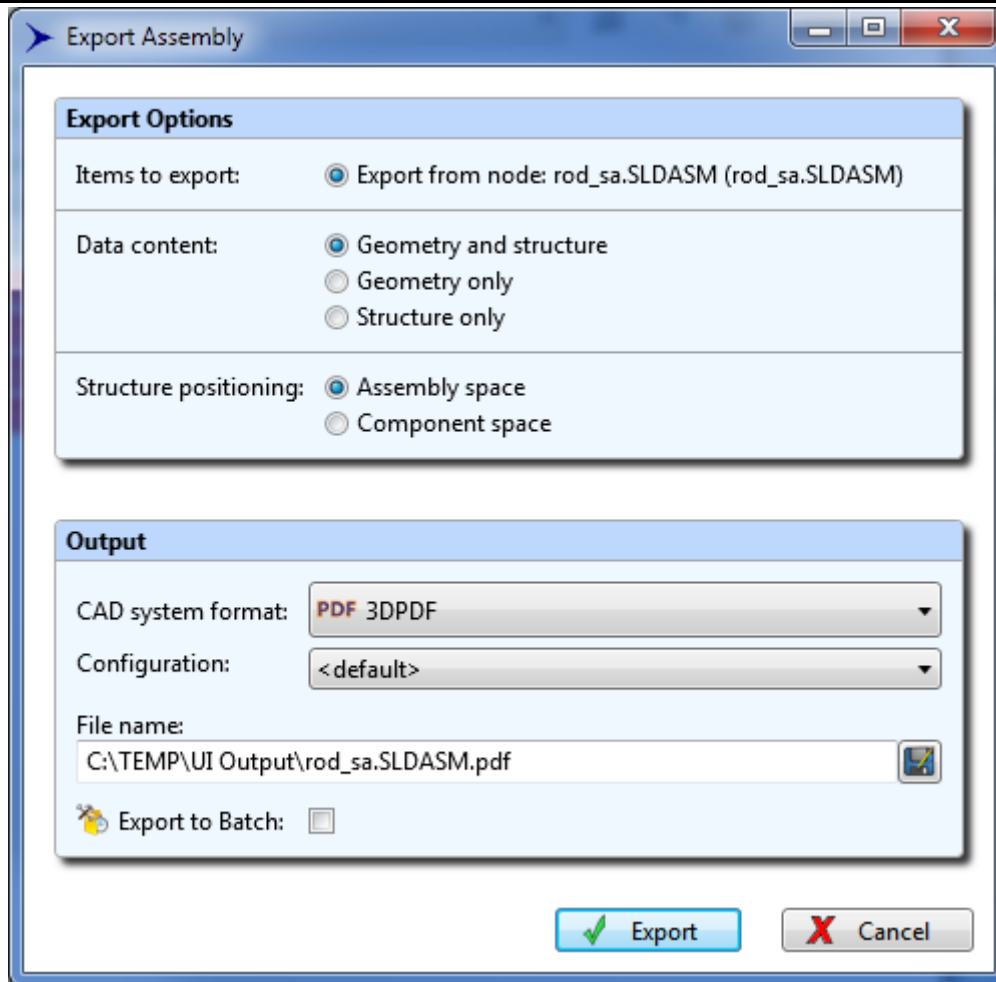 Export Assembly
Export Options
Items to export: Export from node: rod_sa.SLDASM (rod_sa.SLDASM)
Data content: Geometry and structure
Geometry only
Structure only
Structure positioning: Assembly space
Component space
Output
CAD system format: PDF 3DPDF
Configuration: <default>
File name:
C:\TEMP\UI Output\rod_sa.SLDASM.pdf
Export to Batch:
Export Cancel